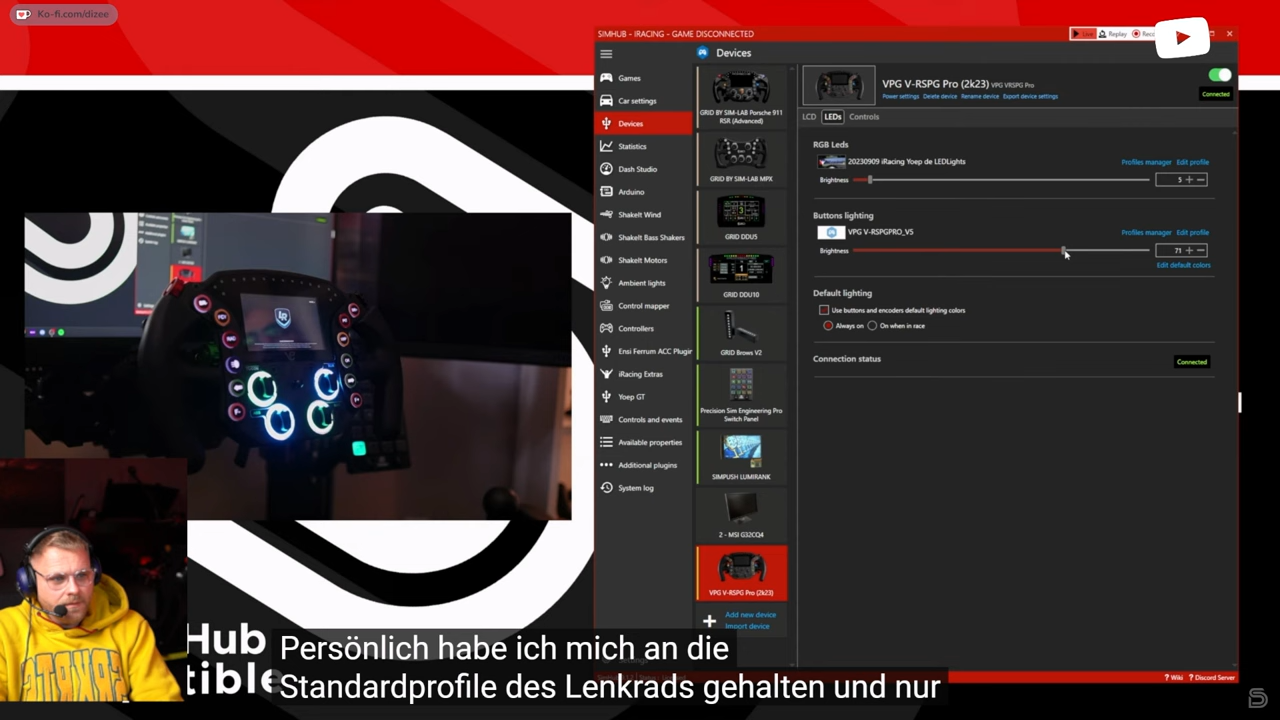 Ko-fi.com/dizee
SIMHUB - IRACING - GAME DISCONNECTED
Live
Replay
Devices
Games
Car settings
Devices
Statistics
Dash Studio
Arduino
ShakeIt Wind
ShakeIt Bass Shakers
ShakeIt Motors
Ambient lights
Control mapper
Controllers
Ensi Ferrum ACC Plugin
iRacing Extras
Yoep GT
Controls and events
Available properties
Additional plugins
System log
GRID BY SIM-LAB Porsche 911
RSR (Advanced)
GRID BY SIM-LAB MPX
GRID DDU5
GRID DDU10
GRID Brows V2
Precision Sim Engineering Pro
Switch Panel
SIMPUSH LUMIRANK
2 - MSI G32CQ4
VPG V-RSPG Pro (2k23)
Add new device
Import device
VPG V-RSPG Pro (2k23) VPG VRSPG Pro
Power settings Delete device Rename device Export device settings
Connected
LCD LEDs Controls
RGB Leds
20230909 iRacing Yoep de LEDLights
Profiles manager Edit profile
Brightness 5
Buttons lighting
VPG V-RSPGPRO_V5
Profiles manager Edit profile
Brightness 71
Edit default colors
Default lighting
Use buttons and encoders default lighting colors
Always on On when in race
Connection status
Connected
? Wiki ? Discord Server
Hub
tible
Persönlich habe ich mich an die
Standardprofile des Lenkrads gehalten und nur